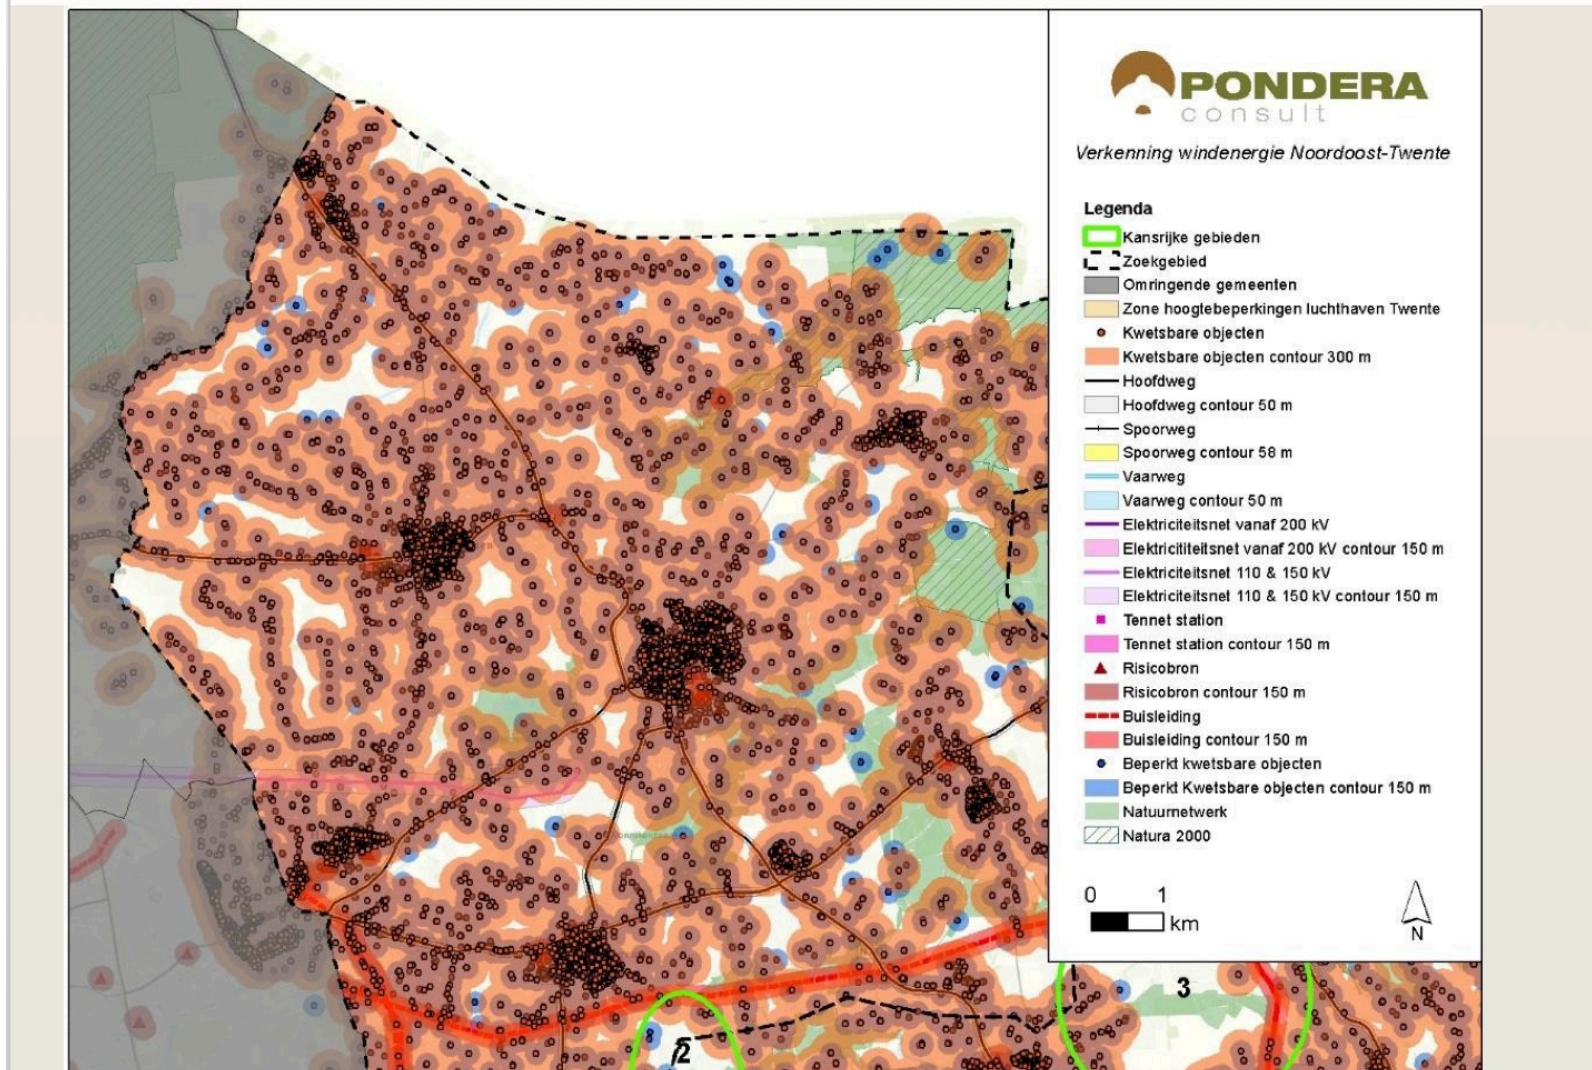 PONDERA
consult
Verkenning windenergie Noordoost-Twente
Legenda
Kansrijke gebieden
Zoekgebied
Omringende gemeenten
Zone hoogtebeperkingen luchthaven Twente
Kwetsbare objecten
Kwetsbare objecten contour 300 m
Hoofdweg
Hoofdweg contour 50 m
Spoorweg
Spoorweg contour 58 m
Vaarweg
Vaarweg contour 50 m
Elektriciteitsnet vanaf 200 kV
Elektricititeitsnet vanaf 200 kV contour 150 m
Elektriciteitsnet 110 & 150 kV
Elektriciteitsnet 110 & 150 kV contour 150 m
Tennet station
Tennet station contour 150 m
Risicobron
Risicobron contour 150 m
Buisleiding
Buisleiding contour 150 m
Beperkt kwetsbare objecten
Beperkt Kwetsbare objecten contour 150 m
Natuurnetwerk
Natura 2000
0 1
km
N
3
2